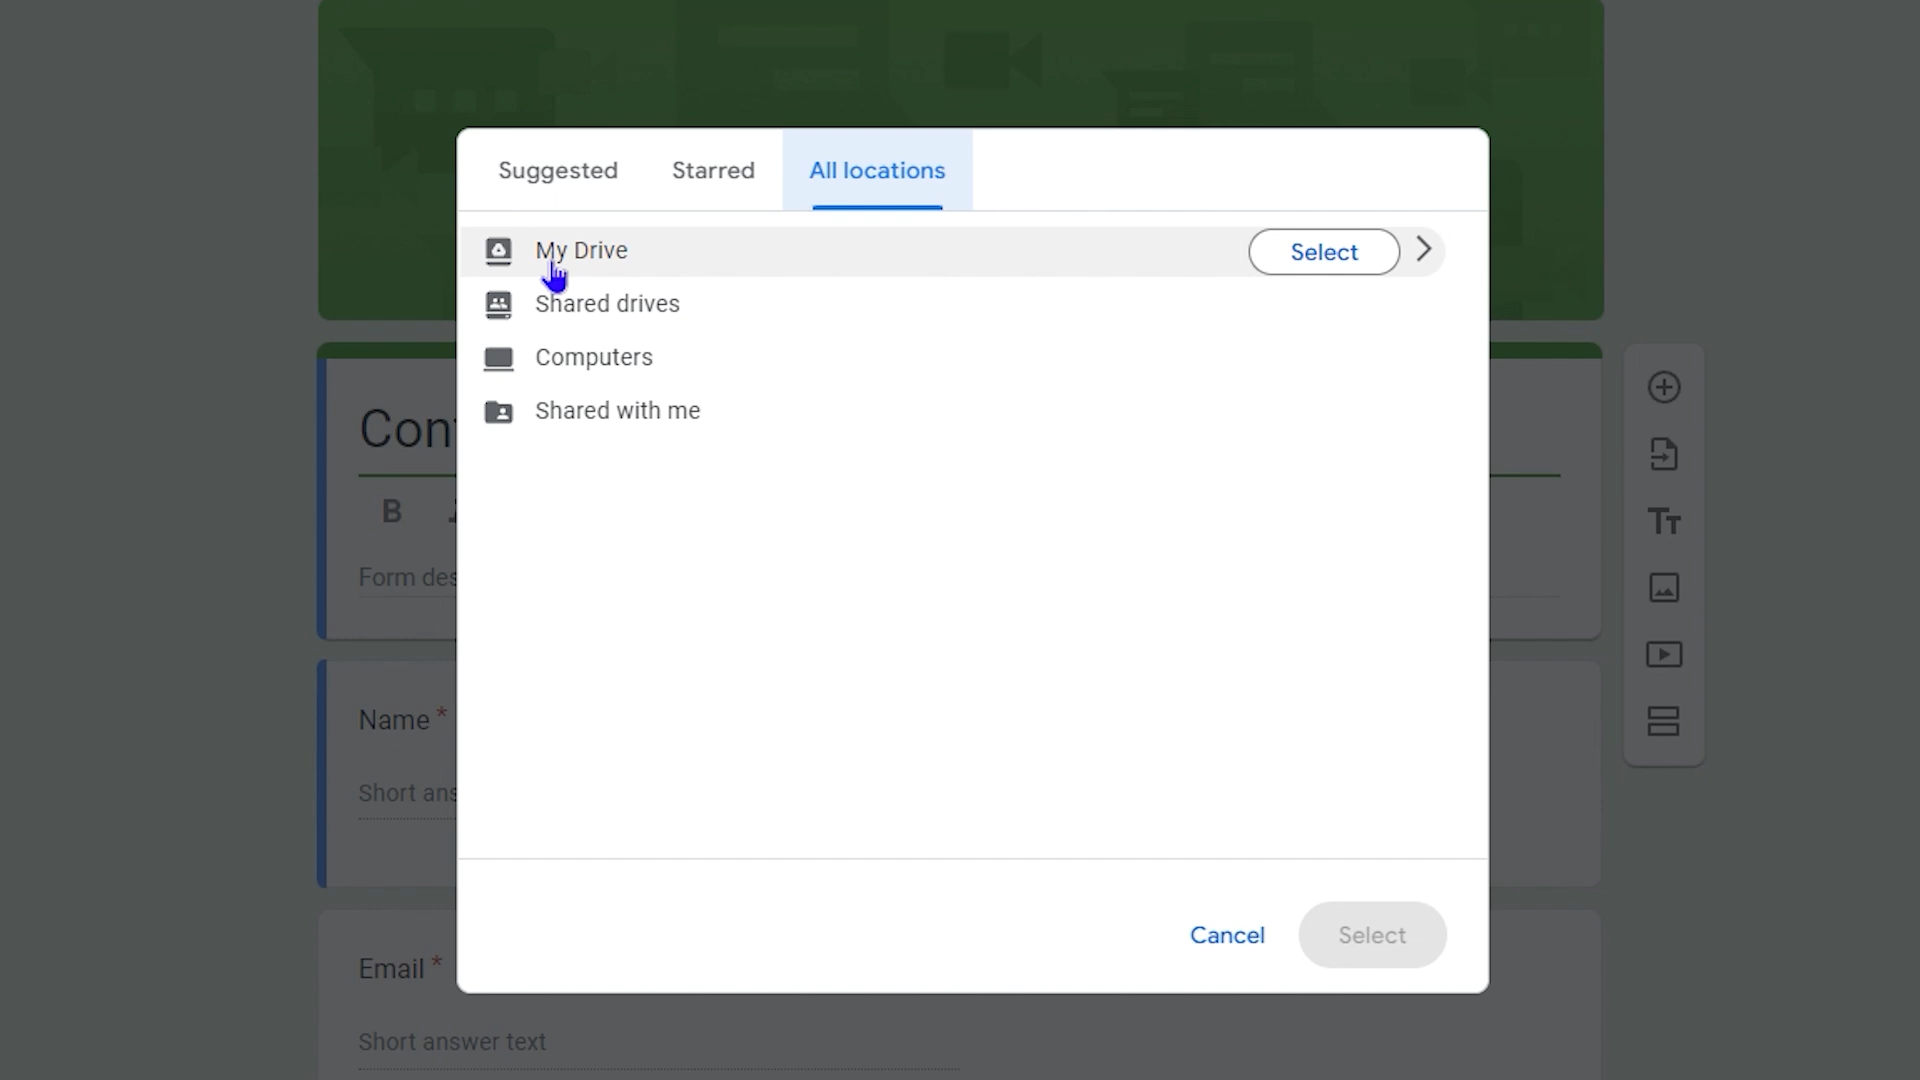 Suggested Starred All locations
My Drive Select
Shared drives
Computers
Shared with me
Con
B
Form des
Name *
Short ans
Cancel Select
Email *
Short answer text